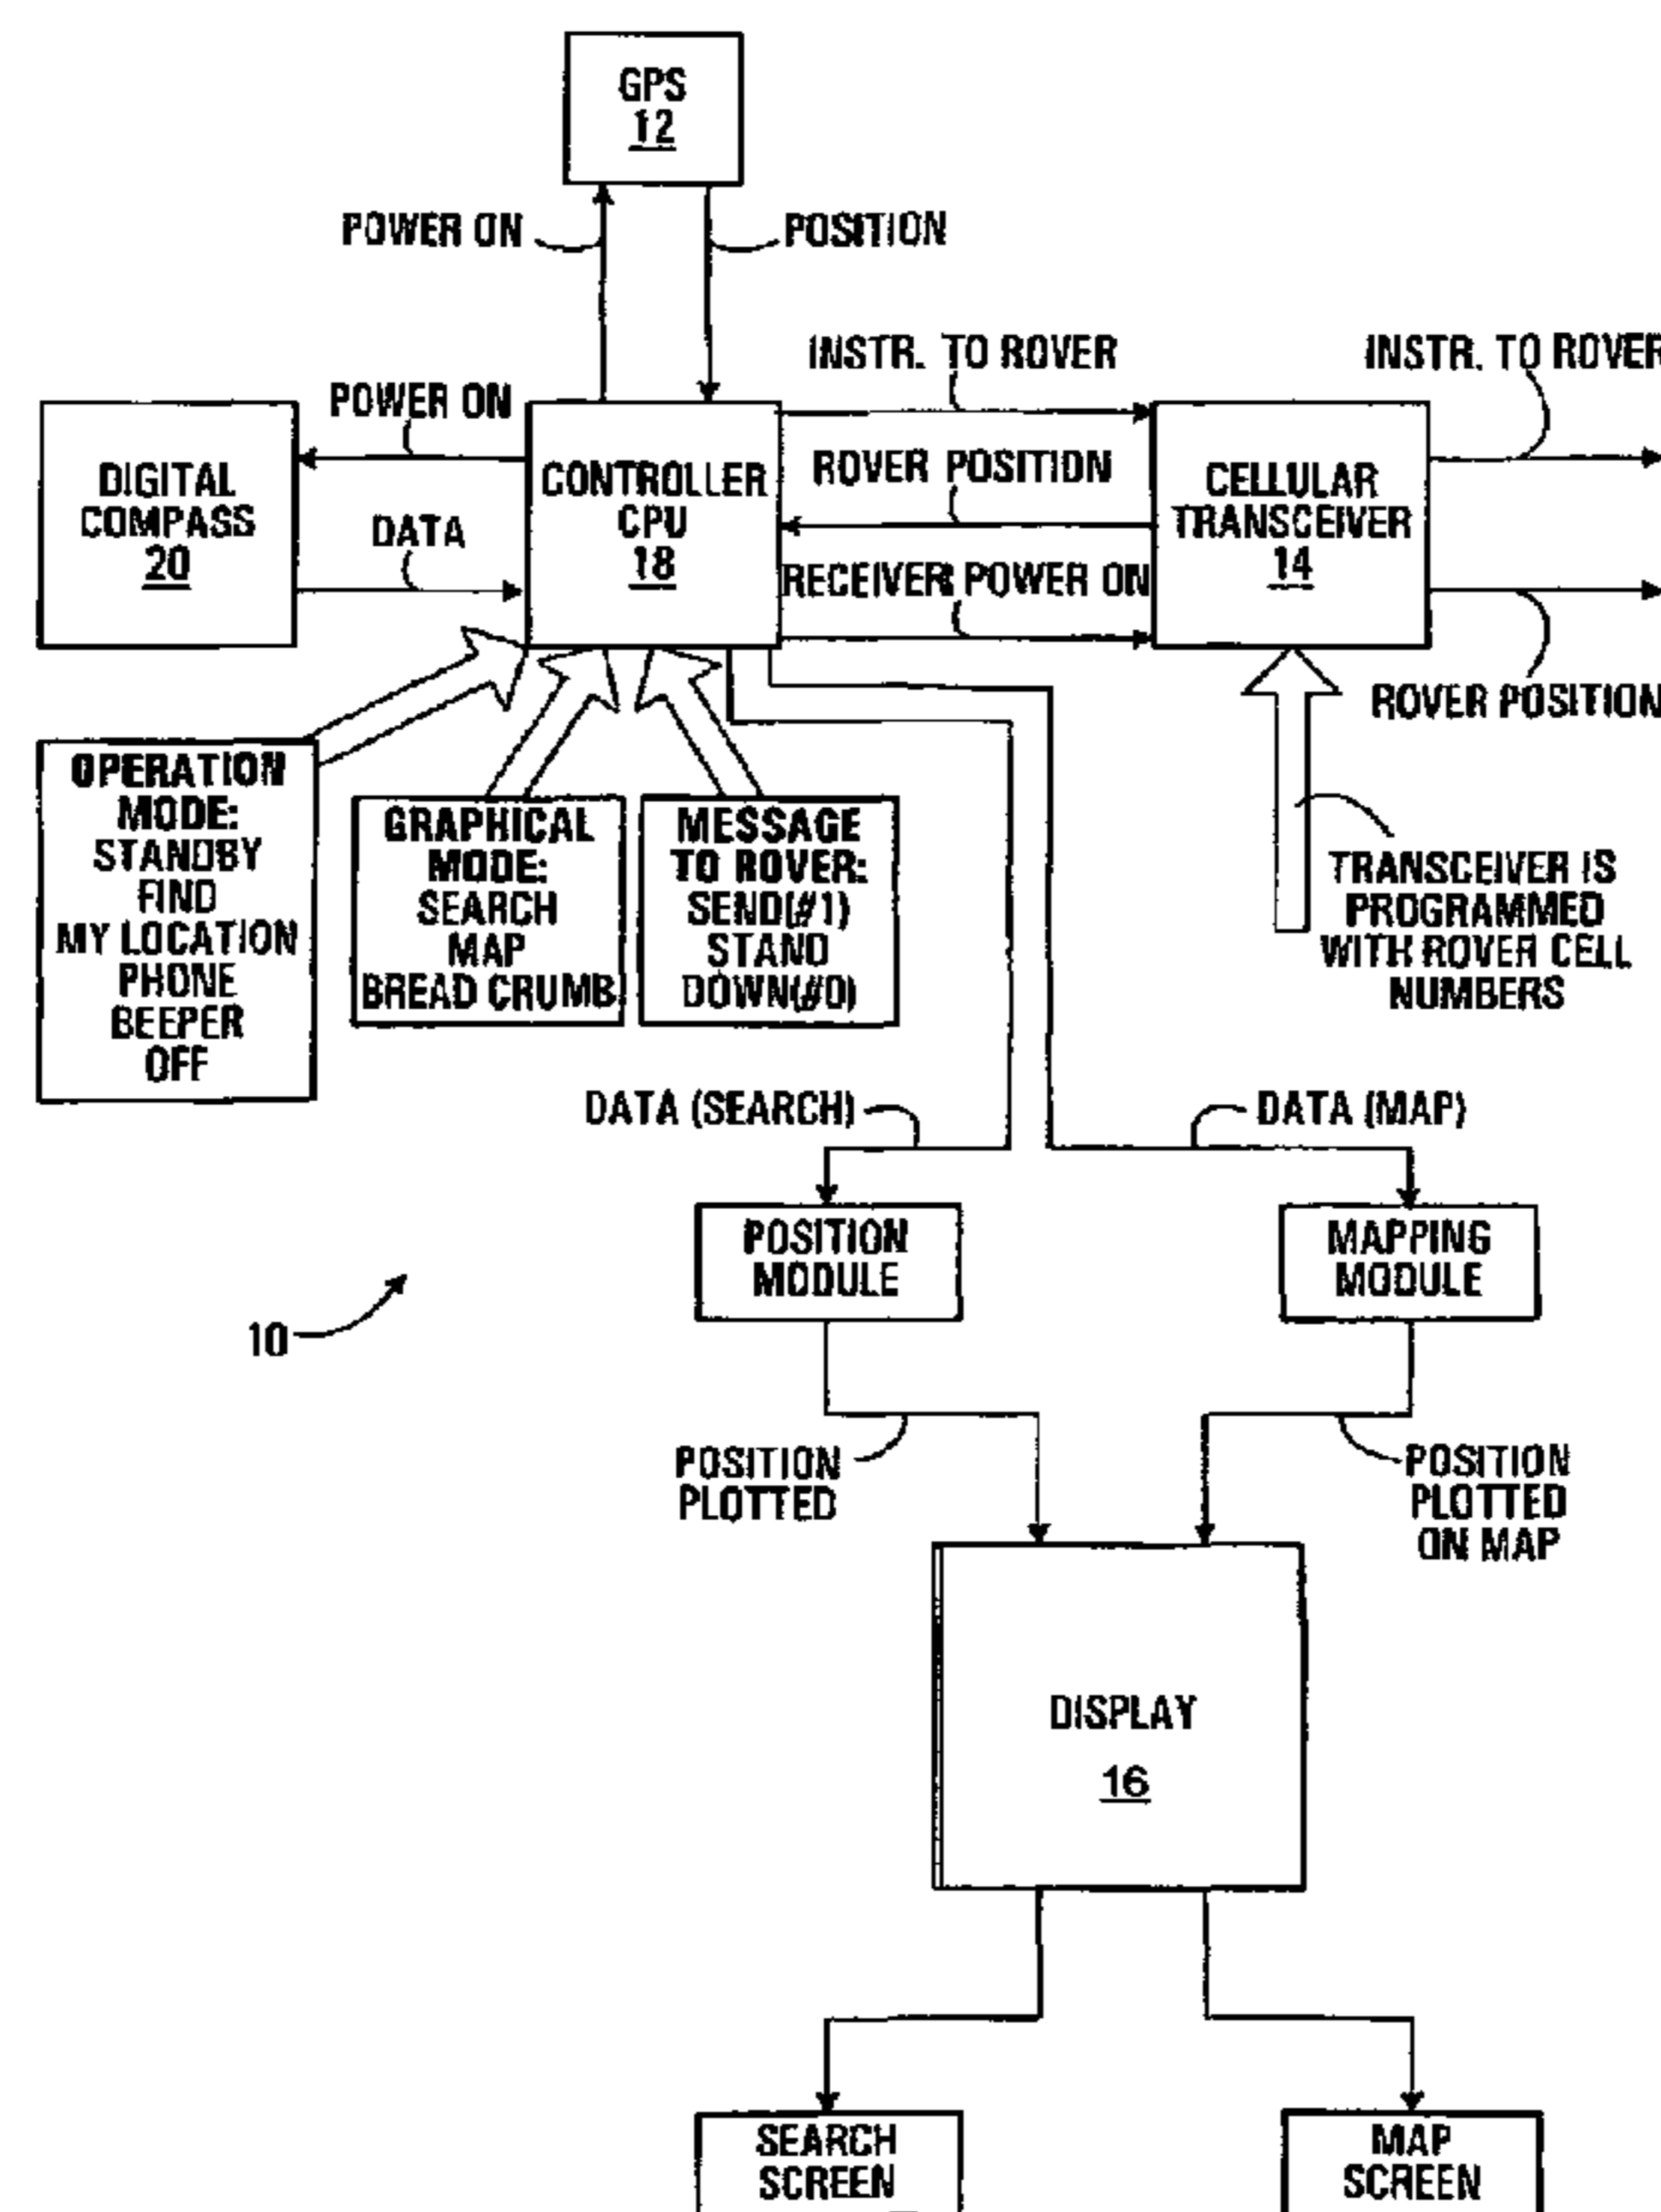 GPS
12
POWER ON
POSITION
INSTR. TO ROVER
INSTR. TO ROVER
POWER ON
DIGITAL
COMPASS
20
DATA
CONTROLLER
CPU
18
ROVER POSITION
RECEIVER POWER ON
CELLULAR
TRANSCEIVER
14
ROVER POSITION
OPERATION
MODE:
STANDBY
FIND
MY LOCATION
PHONE
BEEPER
OFF
GRAPHICAL
MODE:
SEARCH
MAP
BREAD CRUMB
MESSAGE
TO ROVER:
SEND(#1)
STAND
DOWN(#0)
TRANSCEIVER IS
PROGRAMMED
WITH ROVER CELL
NUMBERS
DATA (SEARCH)
DATA (MAP)
POSITION
MODULE
MAPPING
MODULE
10
POSITION
PLOTTED
POSITION
PLOTTED
ON MAP
DISPLAY
16
SEARCH
SCREEN
MAP
SCREEN